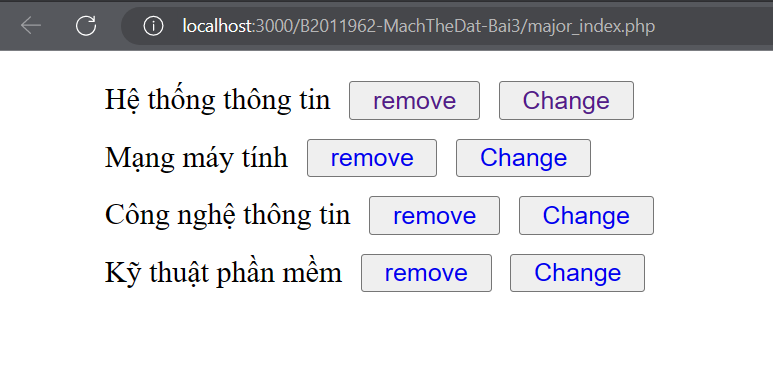 localhost:3000/B2011962-MachTheDat-Bai3/major_index.php
Hệ thống thông tin remove Change
Mạng máy tính remove Change
Công nghệ thông tin remove Change
Kỹ thuật phần mềm remove Change